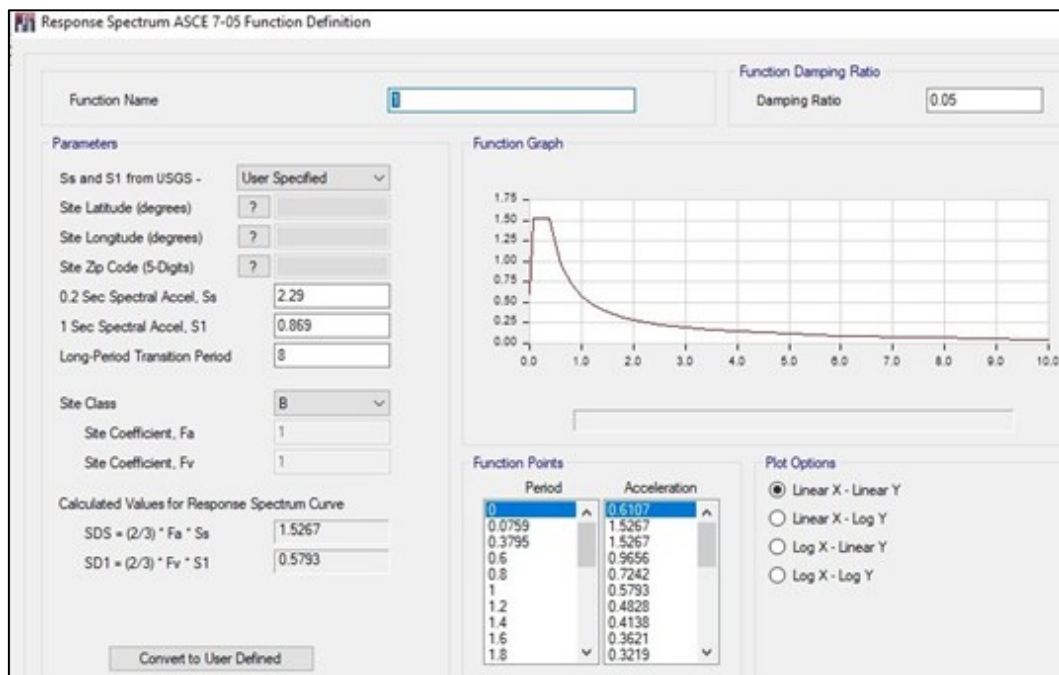 Response Spectrum ASCE 7-05 Function Definition
Function Name
1
Function Damping Ratio
Damping Ratio
0.05
Parameters
Ss and S1 from USGS - User Specified
Site Latitude (degrees) ?
Site Longitude (degrees) ?
Site Zip Code (5-Digits) ?
0.2 Sec Spectral Accel, Ss 2.29
1 Sec Spectral Accel, S1 0.869
Long-Period Transition Period 8
Site Class B
Site Coefficient, Fa 1
Site Coefficient, Fv 1
Calculated Values for Response Spectrum Curve
SDS = (2/3) * Fa * Ss 1.5267
SD1 = (2/3) * Fv * S1 0.5793
Convert to User Defined
Function Graph
1.75
1.50
1.25
1.00
0.75
0.50
0.25
0.00
0.0 1.0 2.0 3.0 4.0 5.0 6.0 7.0 8.0 9.0 10.0
Function Points
Period Acceleration
0 0.6107
0.0759 1.5267
0.3795 1.5267
0.6 0.9656
0.8 0.7242
1 0.5793
1.2 0.4828
1.4 0.4138
1.6 0.3621
1.8 0.3219
Plot Options
Linear X - Linear Y
Linear X - Log Y
Log X - Linear Y
Log X - Log Y